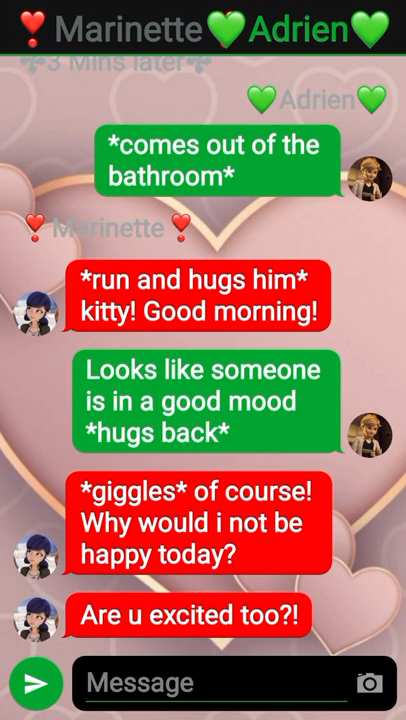 ❣️Marinette💚Adrien💚
✤3 Mins later✤
💚Adrien💚
*comes out of the
bathroom*
❣️Marinette❣️
*run and hugs him*
kitty! Good morning!
Looks like someone
is in a good mood
*hugs back*
*giggles* of course!
Why would i not be
happy today?
Are u excited too?!
Message